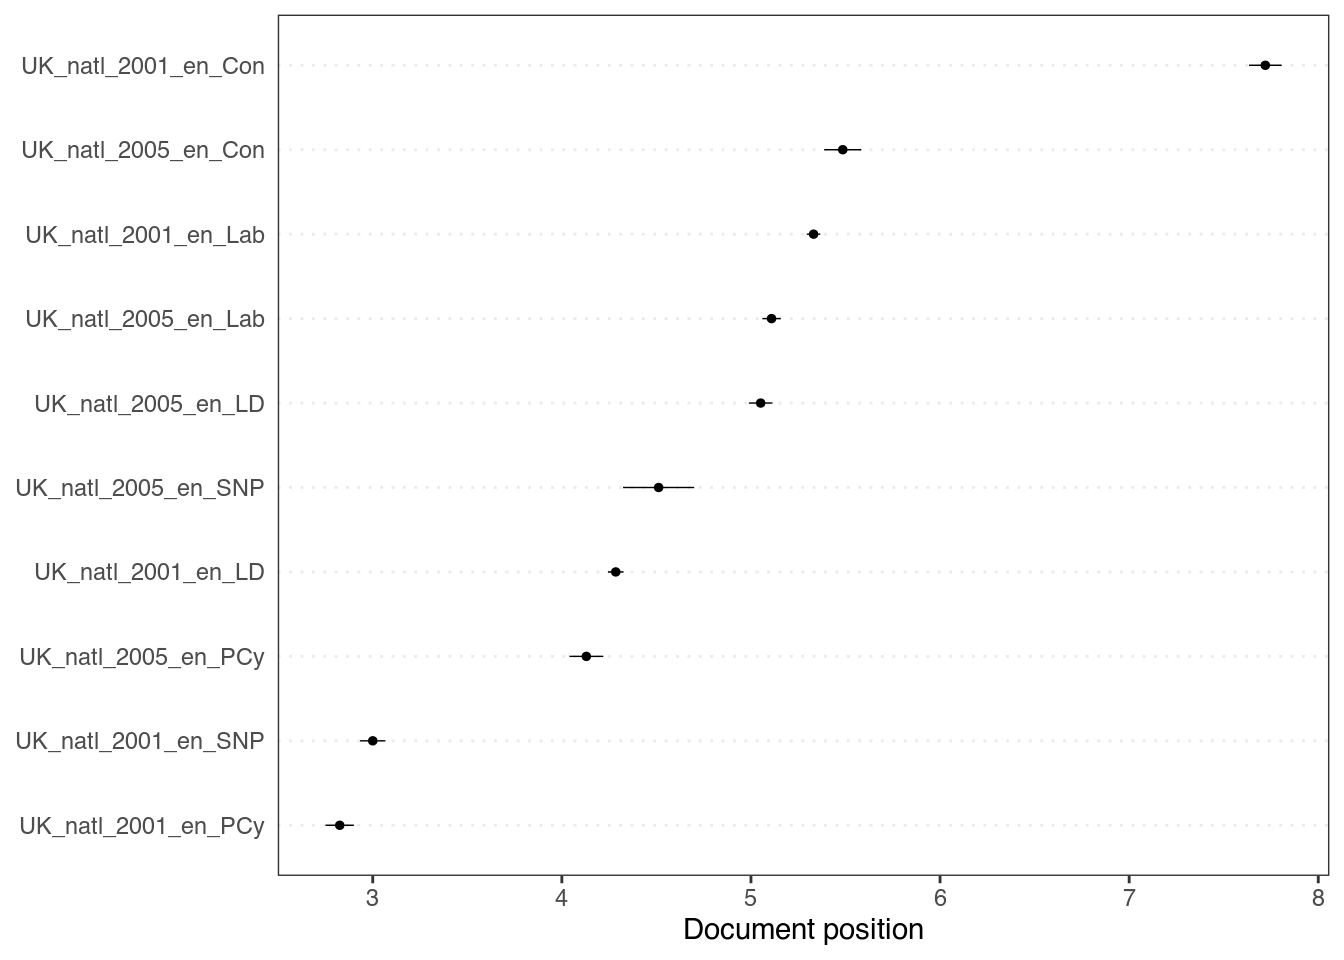 UK_natl_2001_en_Con
UK_natl_2005_en_Con
UK_natl_2001_en_Lab
UK_natl_2005_en_Lab
UK_natl_2005_en_LD
UK_natl_2005_en_SNP
UK_natl_2001_en_LD
UK_natl_2005_en_PCy
UK_natl_2001_en_SNP
UK_natl_2001_en_PCy
3 4 5 6 7 8
Document position